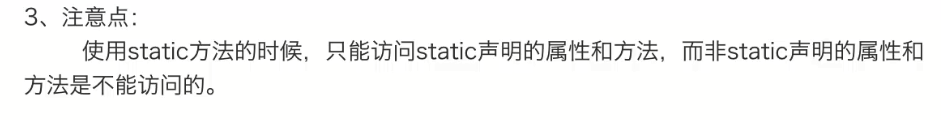 3、注意点：
使用static方法的时候，只能访问static声明的属性和方法，而非static声明的属性和
方法是不能访问的。